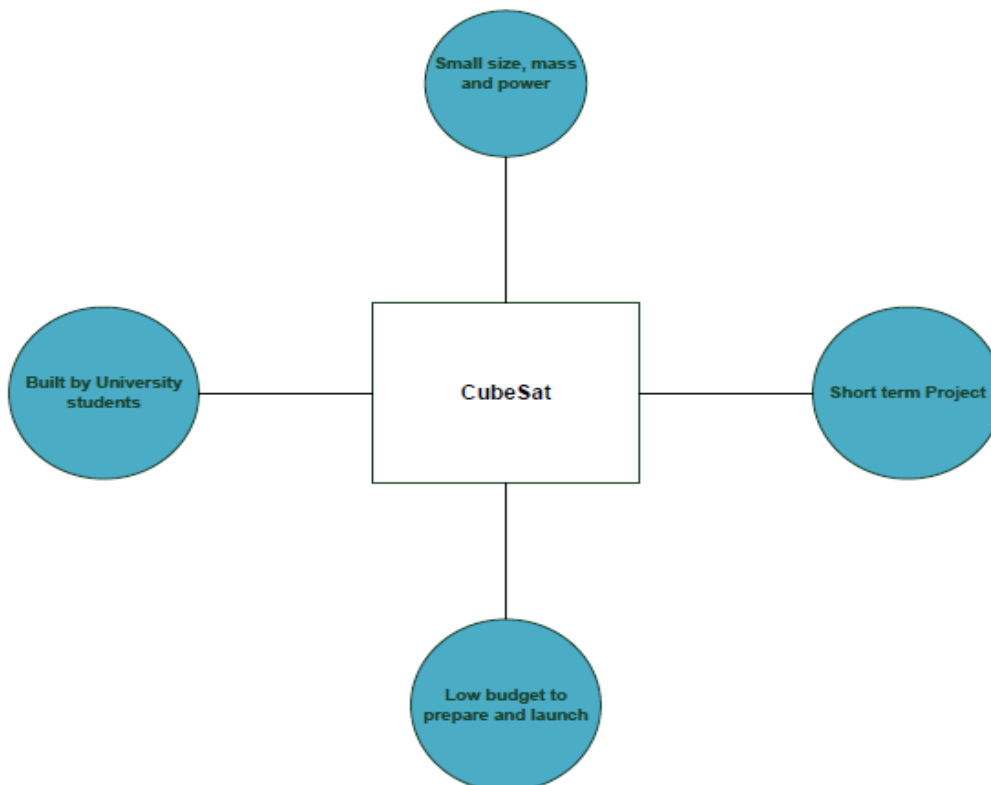 Small size, mass
and power
Built by University
students
CubeSat
Short term Project
Low budget to
prepare and launch